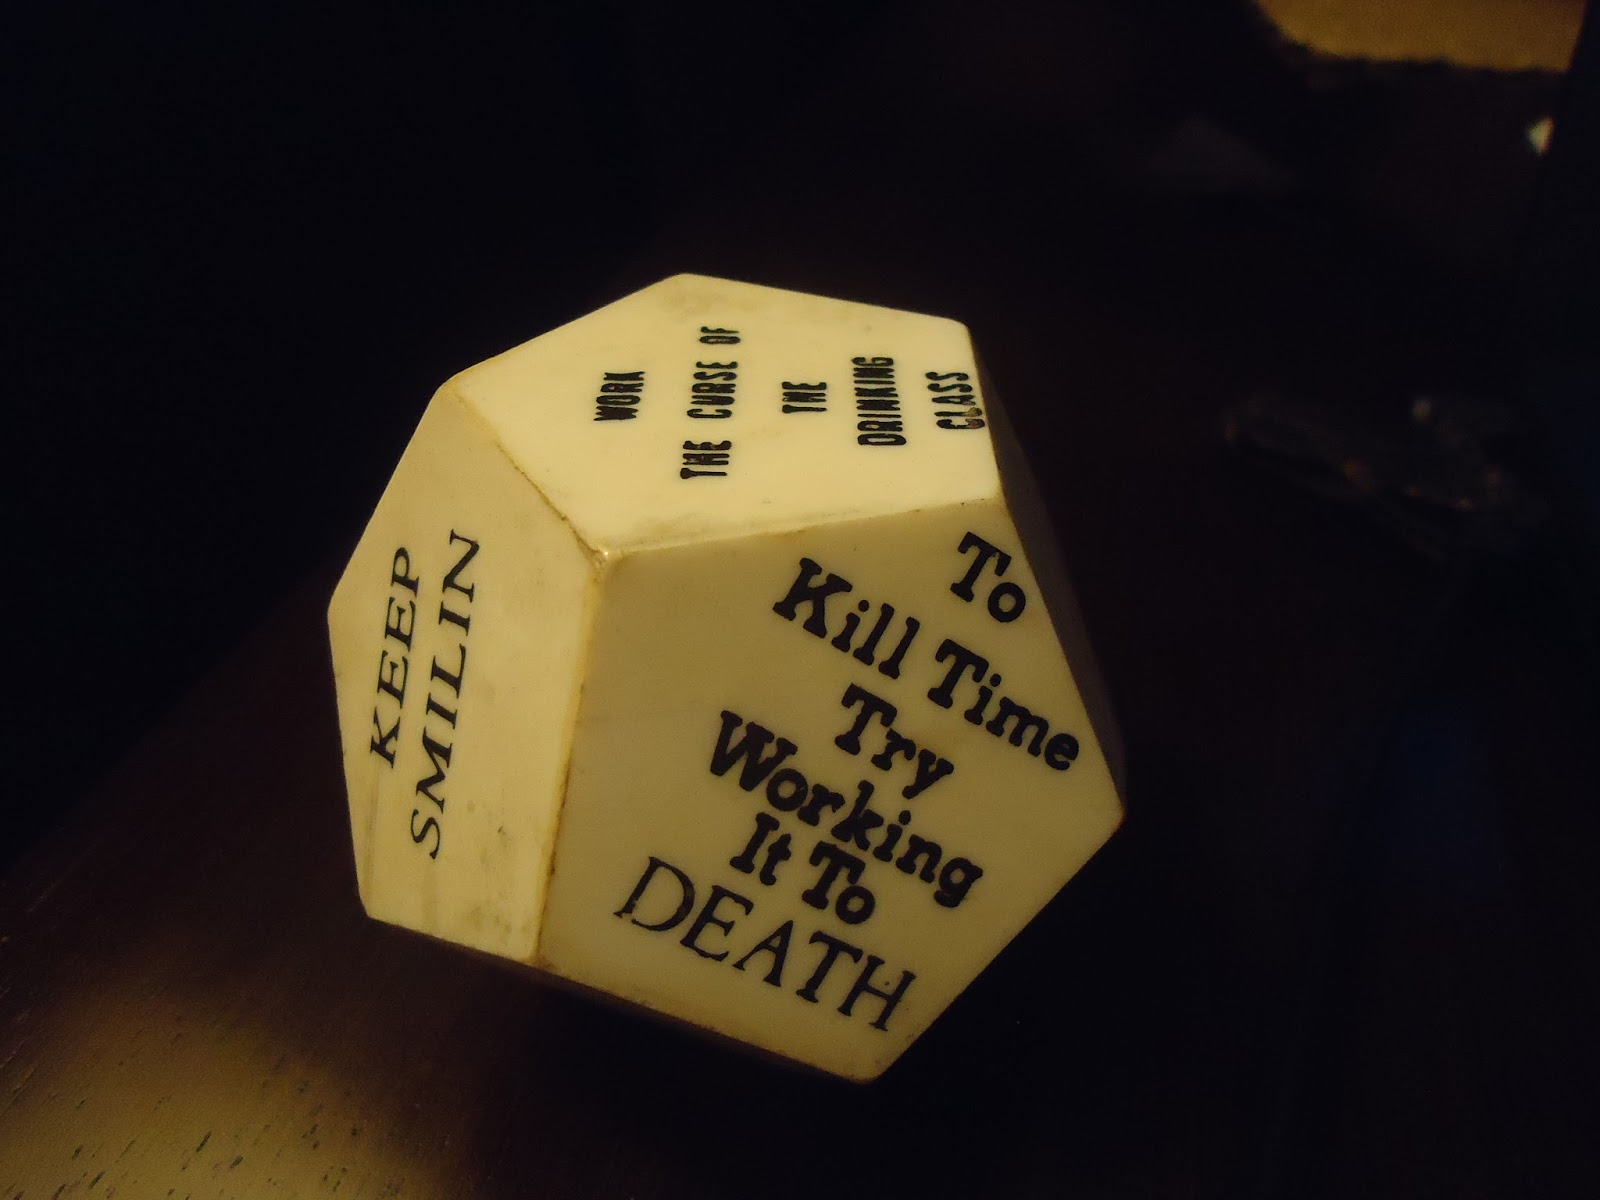 WORK
THE CURSE OF
THE
DRINKING
CLASS
KEEP
SMILIN
To
Kill Time
Try
Working
It To
DEATH